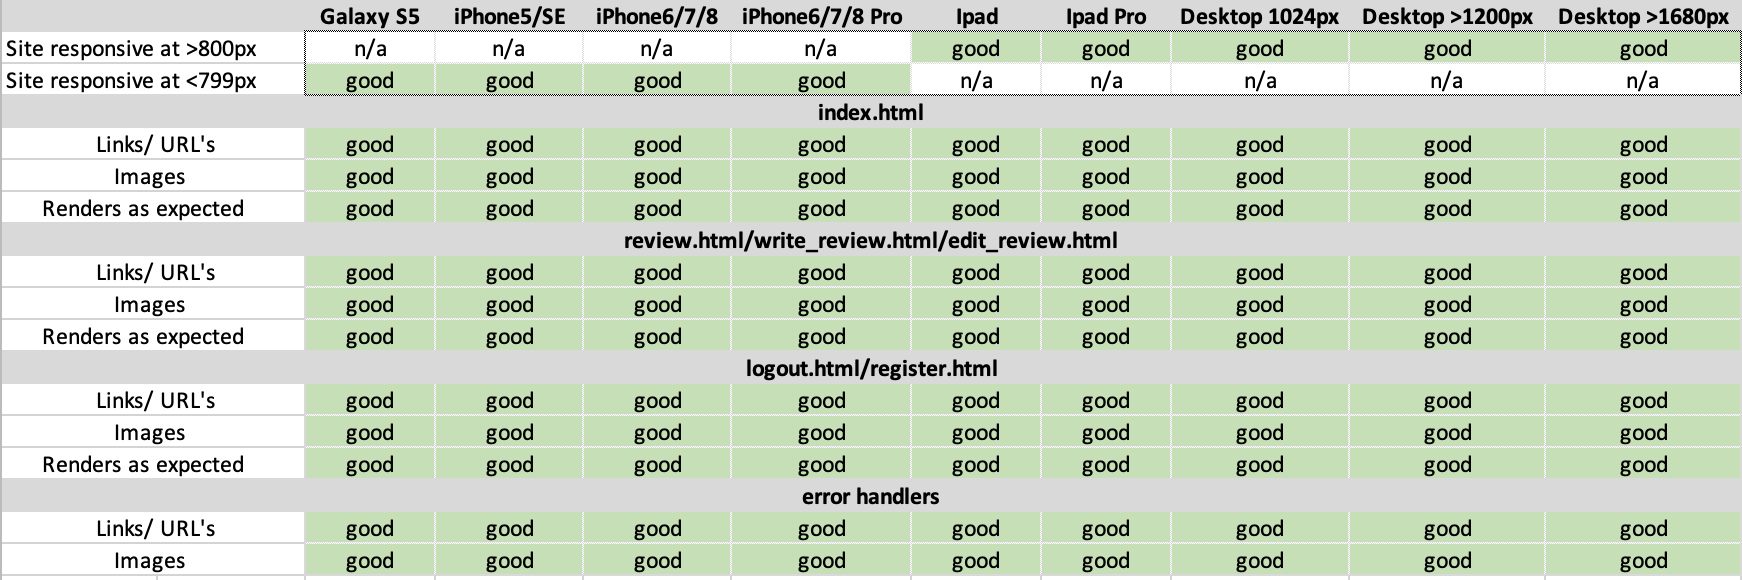 Galaxy S5 iPhone5/SE iPhone6/7/8 iPhone6/7/8 Pro Ipad Ipad Pro Desktop 1024px Desktop >1200px Desktop >1680px
Site responsive at >800px n/a n/a n/a n/a good good good good good
Site responsive at <799px good good good good n/a n/a n/a n/a n/a
index.html
Links/ URL's good good good good good good good good good
Images good good good good good good good good good
Renders as expected good good good good good good good good good
review.html/write_review.html/edit_review.html
Links/ URL's good good good good good good good good good
Images good good good good good good good good good
Renders as expected good good good good good good good good good
logout.html/register.html
Links/ URL's good good good good good good good good good
Images good good good good good good good good good
Renders as expected good good good good good good good good good
error handlers
Links/ URL's good good good good good good good good good
Images good good good good good good good good good